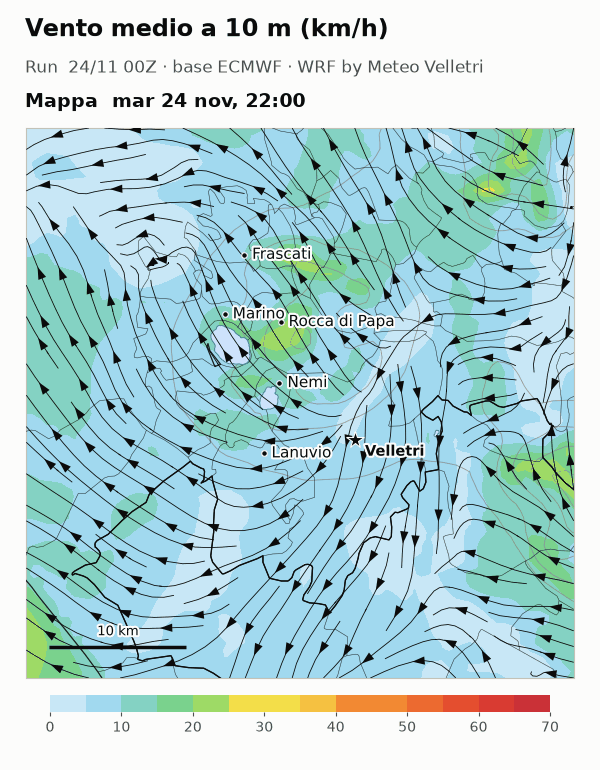 Vento medio a 10 m (km/h)
Run 24/11 00Z · base ECMWF · WRF by Meteo Velletri
Mappa mar 24 nov, 22:00
Frascati
Marino
Rocca di Papa
Nemi
Lanuvio
Velletri
10 km
0 10 20 30 40 50 60 70